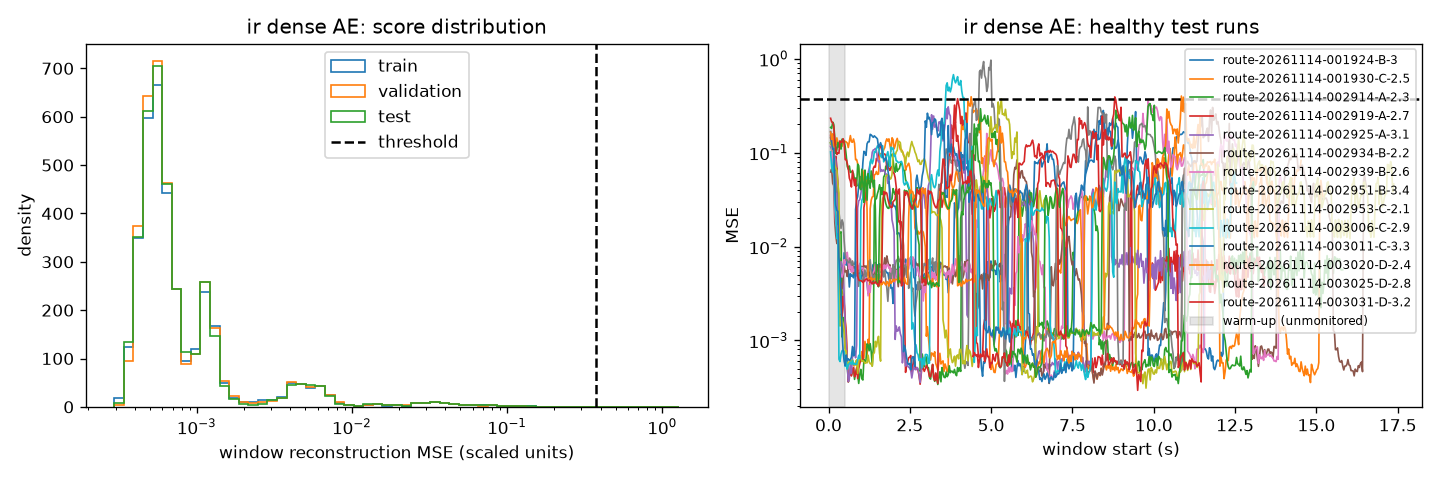 ir dense AE: score distribution
train
validation
test
threshold
density
700
600
500
400
300
200
100
0
10⁻³
10⁻²
10⁻¹
10⁰
window reconstruction MSE (scaled units)
ir dense AE: healthy test runs
route-20261114-001924-B-3
route-20261114-001930-C-2.5
route-20261114-002914-A-2.3
route-20261114-002919-A-2.7
route-20261114-002925-A-3.1
route-20261114-002934-B-2.2
route-20261114-002939-B-2.6
route-20261114-002951-B-3.4
route-20261114-002953-C-2.1
route-20261114-003006-C-2.9
route-20261114-003011-C-3.3
route-20261114-003020-D-2.4
route-20261114-003025-D-2.8
route-20261114-003031-D-3.2
warm-up (unmonitored)
MSE
10⁰
10⁻¹
10⁻²
10⁻³
0.0
2.5
5.0
7.5
10.0
12.5
15.0
17.5
window start (s)